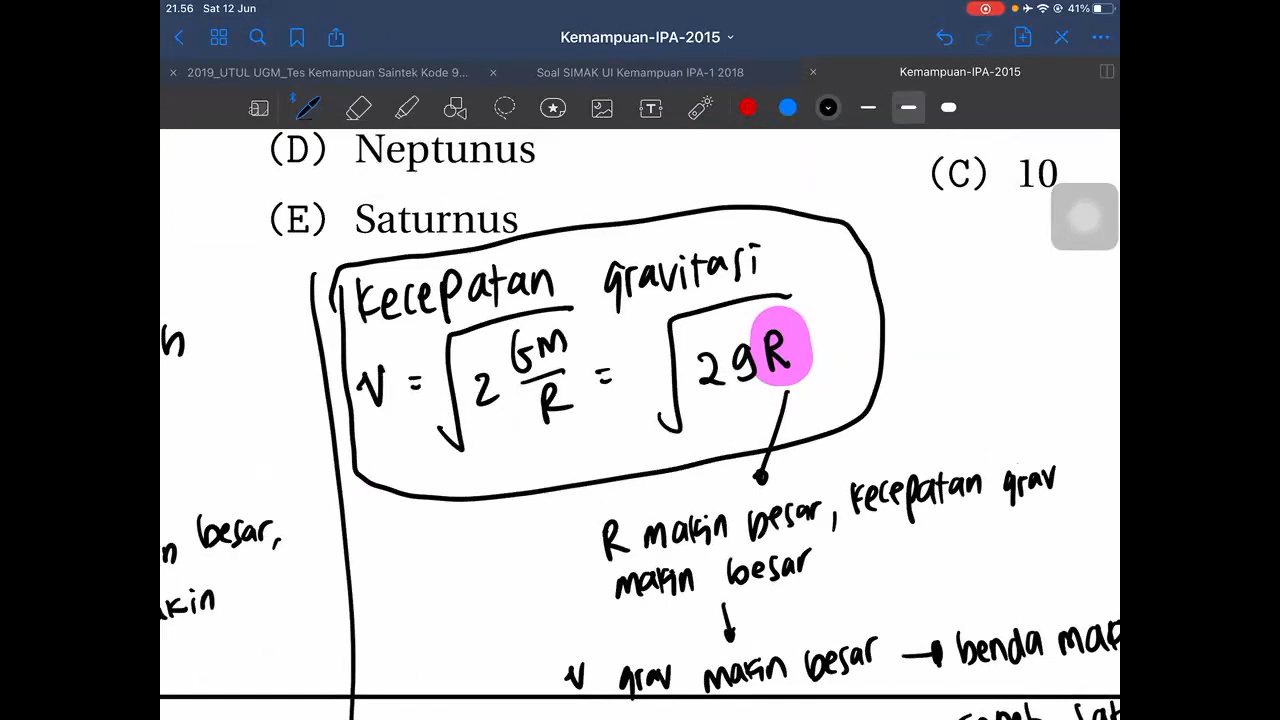 21.56 Sat 12 Jun
41%
Kemampuan-IPA-2015
2019_UTUL UGM_Tes Kemampuan Saintek Kode 9...
Soal SIMAK UI Kemampuan IPA-1 2018
Kemampuan-IPA-2015
(D) Neptunus
(C) 10
(E) Saturnus
kecepatan gravitasi
h
v = √2 GM/R = √2gR
besar,
R makin besar, kecepatan grav
makin besar
v grav makin besar → benda